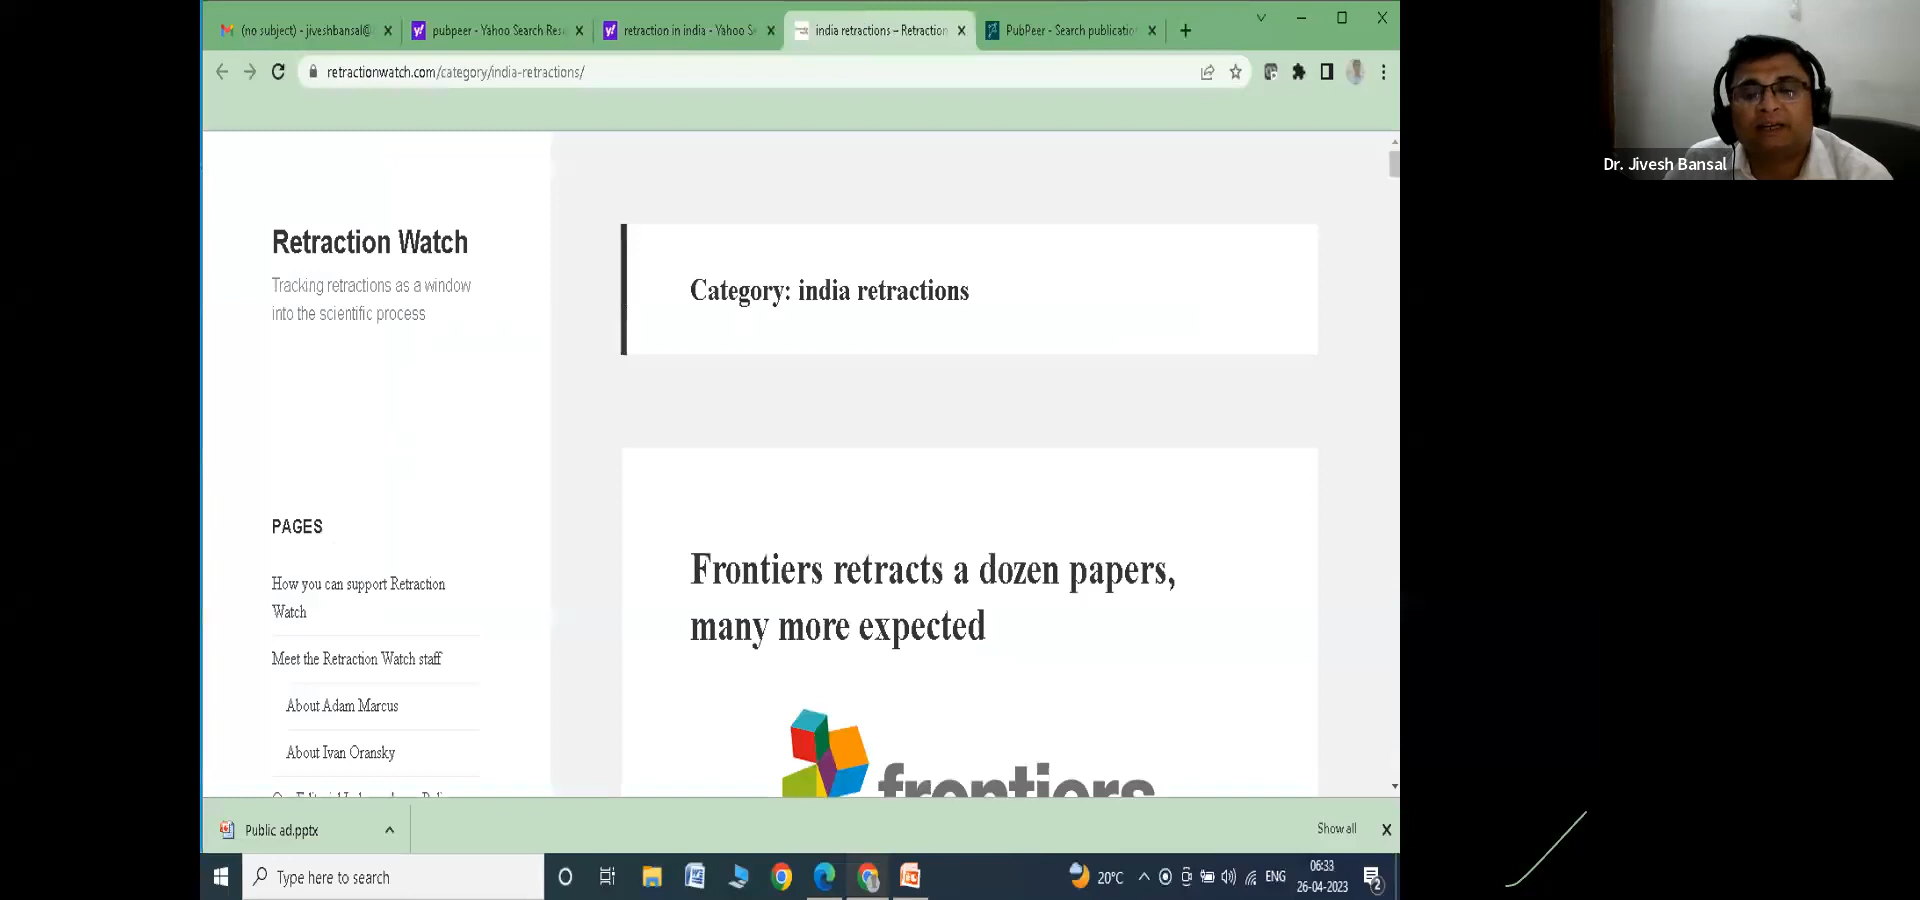 (no subject) - jiveshbansal@
pubpeer - Yahoo Search Res
retraction in india - Yahoo S
india retractions – Retraction
PubPeer - Search publicatio
retractionwatch.com/category/india-retractions/
Dr. Jivesh Bansal
Retraction Watch
Tracking retractions as a window
into the scientific process
Category: india retractions
PAGES
How you can support Retraction
Watch
Meet the Retraction Watch staff
About Adam Marcus
About Ivan Oransky
Frontiers retracts a dozen papers,
many more expected
frontiers
Public ad.pptx
Show all
Type here to search
20°C
ENG
06:33
26-04-2023
2